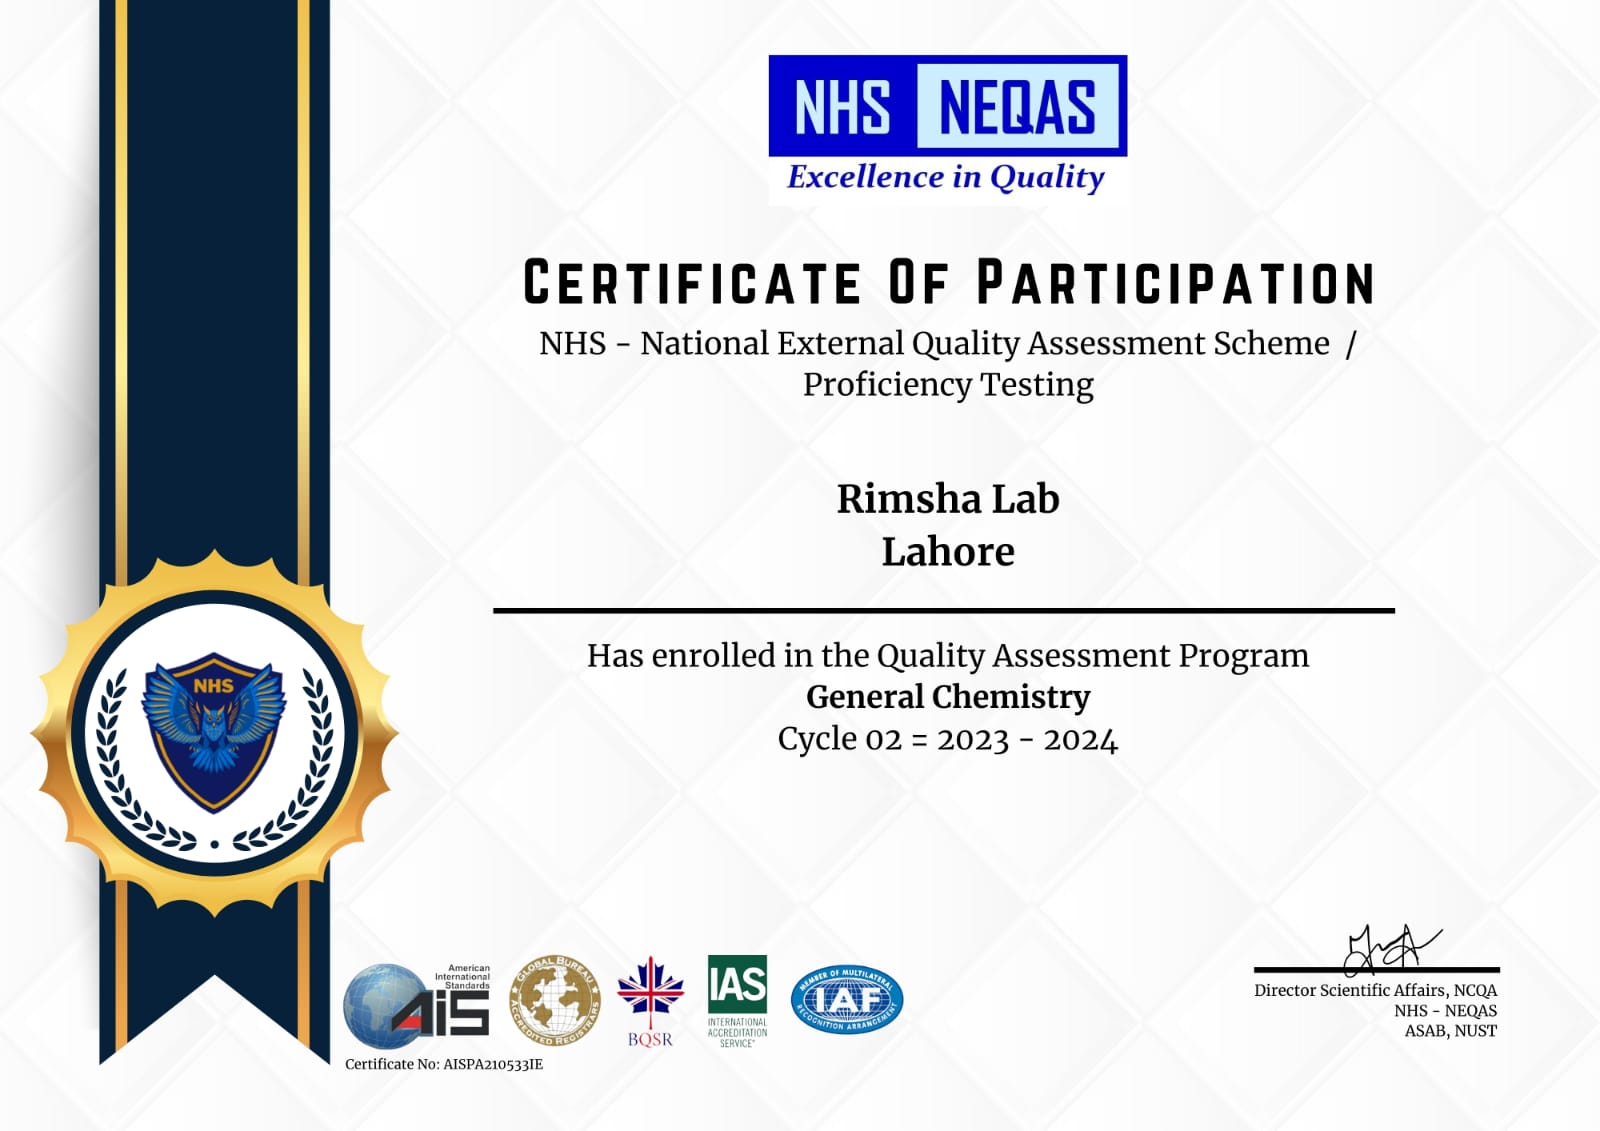 NHS NEQAS
Excellence in Quality
CERTIFICATE OF PARTICIPATION
NHS - National External Quality Assessment Scheme /
Proficiency Testing
Rimsha Lab
Lahore
Has enrolled in the Quality Assessment Program
General Chemistry
Cycle 02 = 2023 - 2024
NHS
American
International
Standards
AiS
GLOBAL BUREAU
ACCREDITED REGISTRARS
BQSR
IAS
INTERNATIONAL
ACCREDITATION
SERVICE
MEMBER OF MULTILATERAL
IAF
RECOGNITION ARRANGEMENT
Certificate No: AISPA210533IE
Director Scientific Affairs, NCQA
NHS - NEQAS
ASAB, NUST